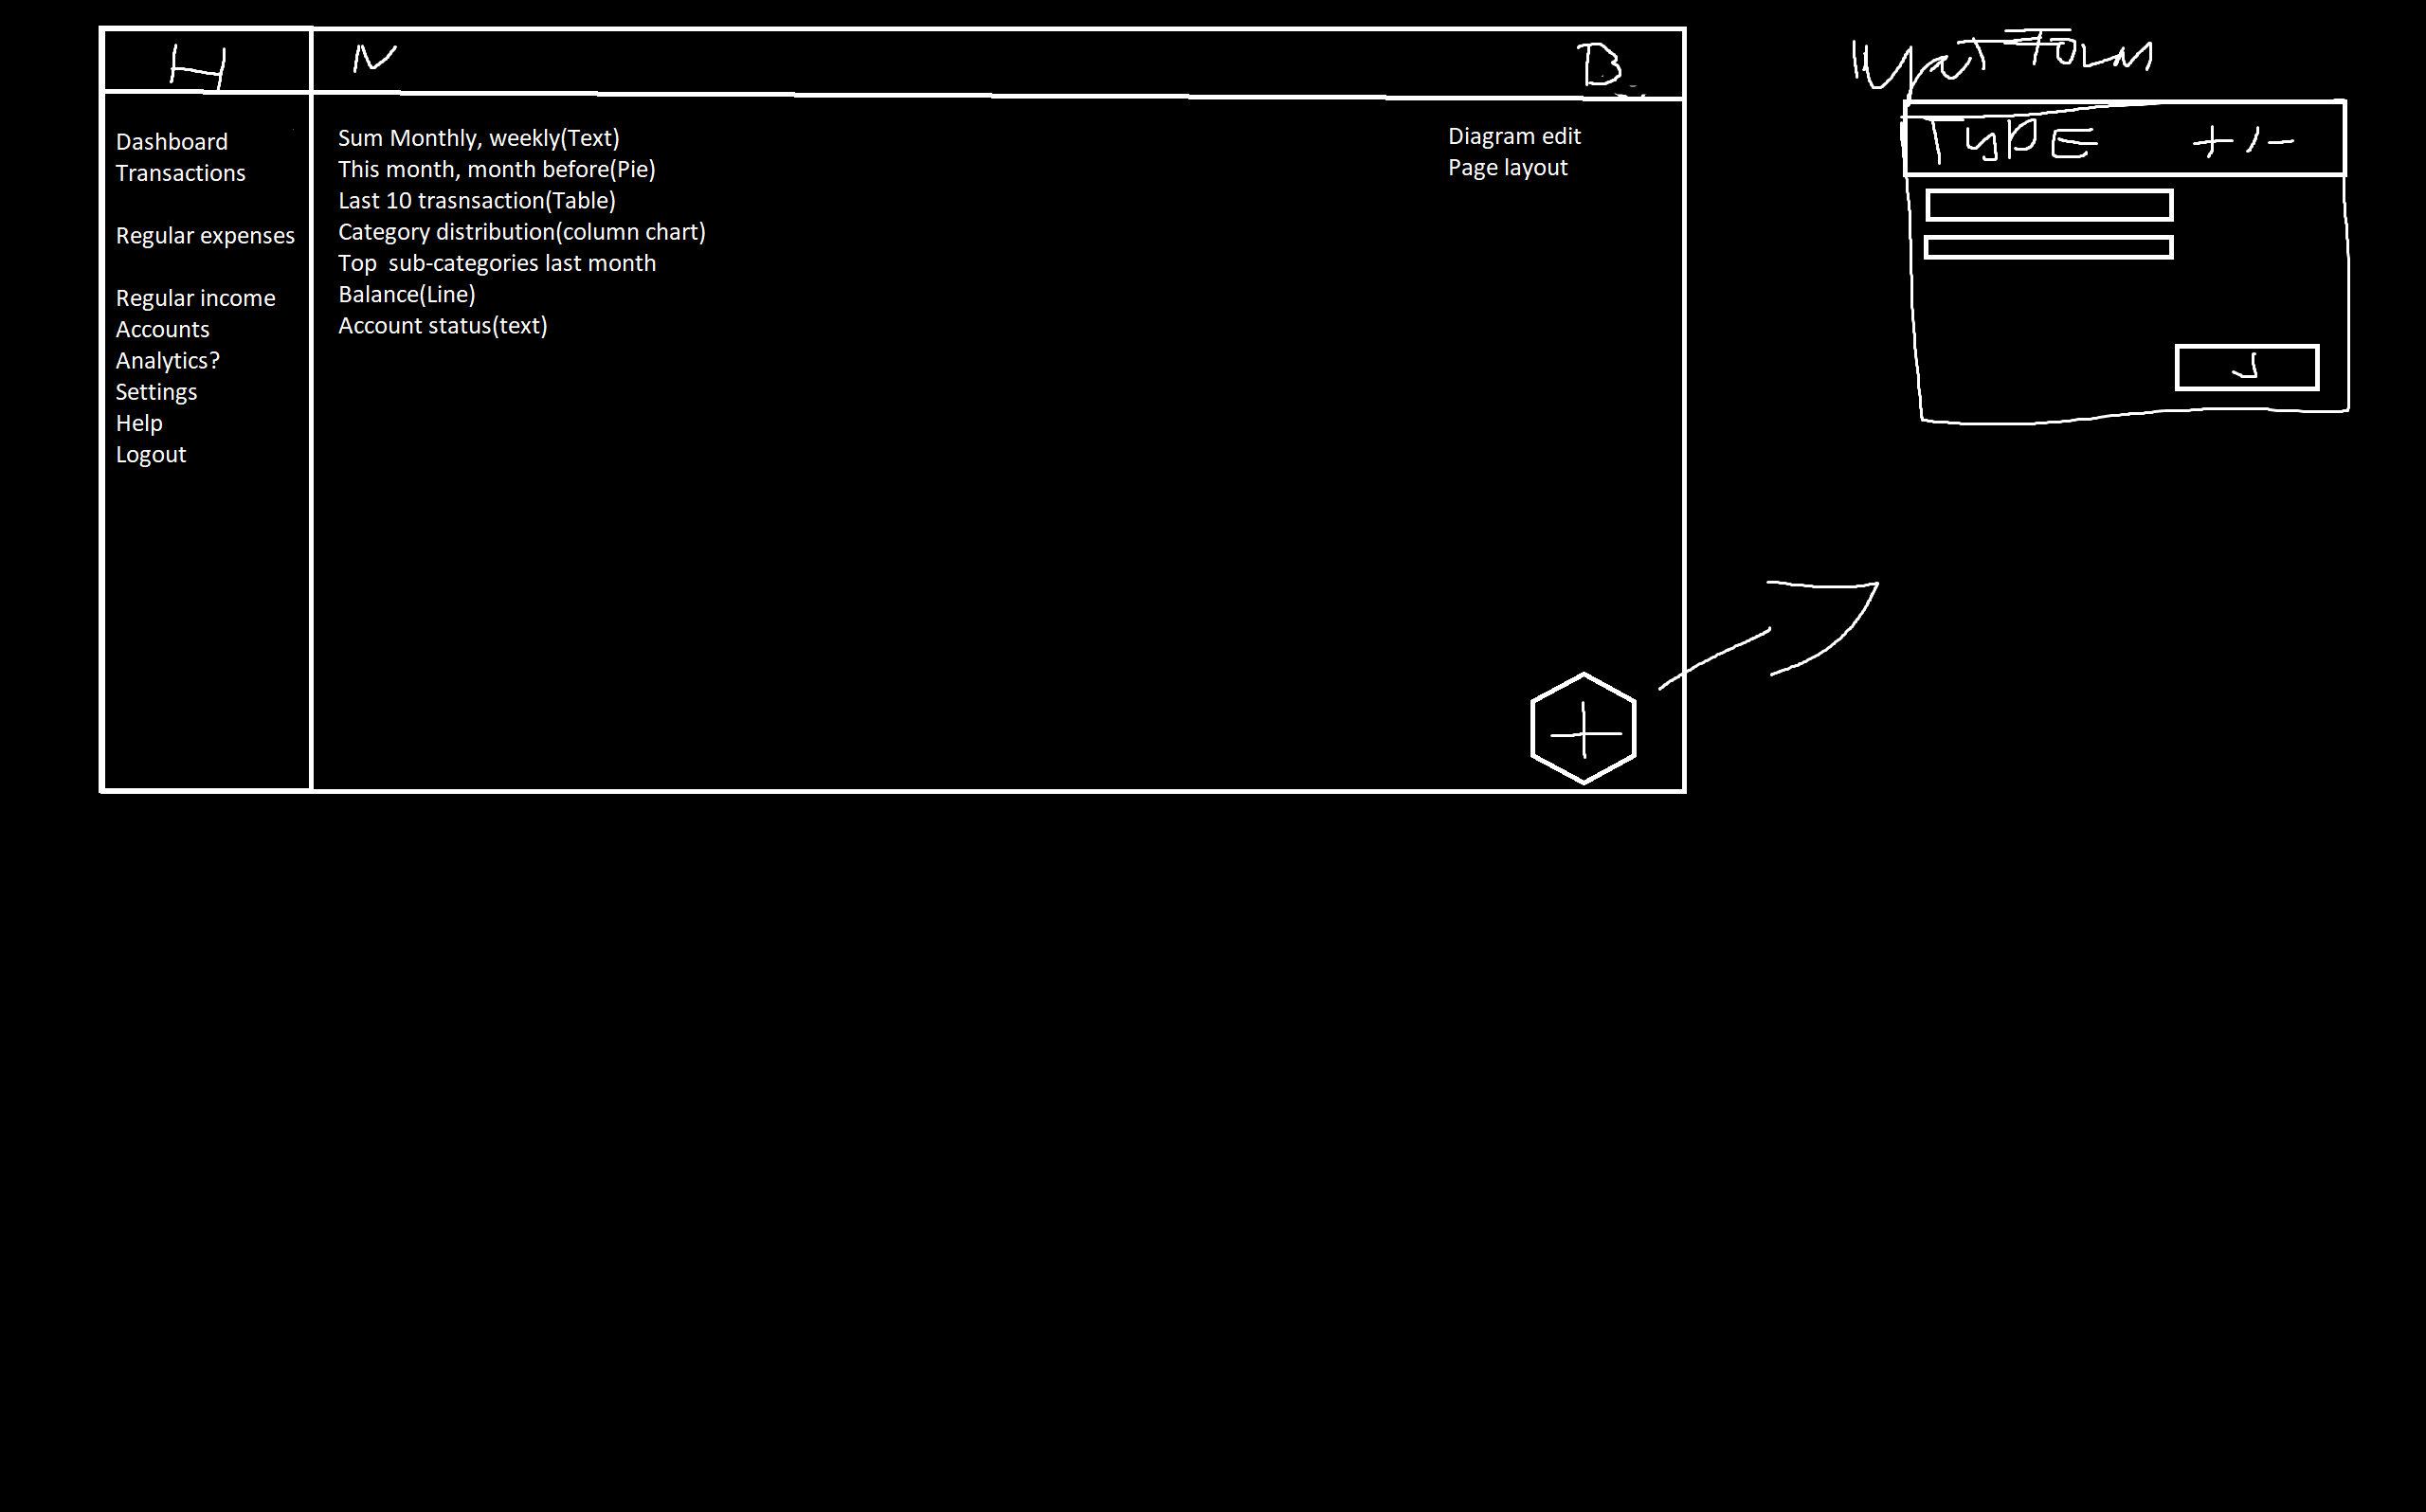 H
N
B
Dashboard
Transactions
Regular expenses
Regular income
Accounts
Analytics?
Settings
Help
Logout
Sum Monthly, weekly(Text)
This month, month before(Pie)
Last 10 trasnsaction(Table)
Category distribution(column chart)
Top  sub-categories last month
Balance(Line)
Account status(text)
Diagram edit
Page layout
+
Form
TYPE +/-